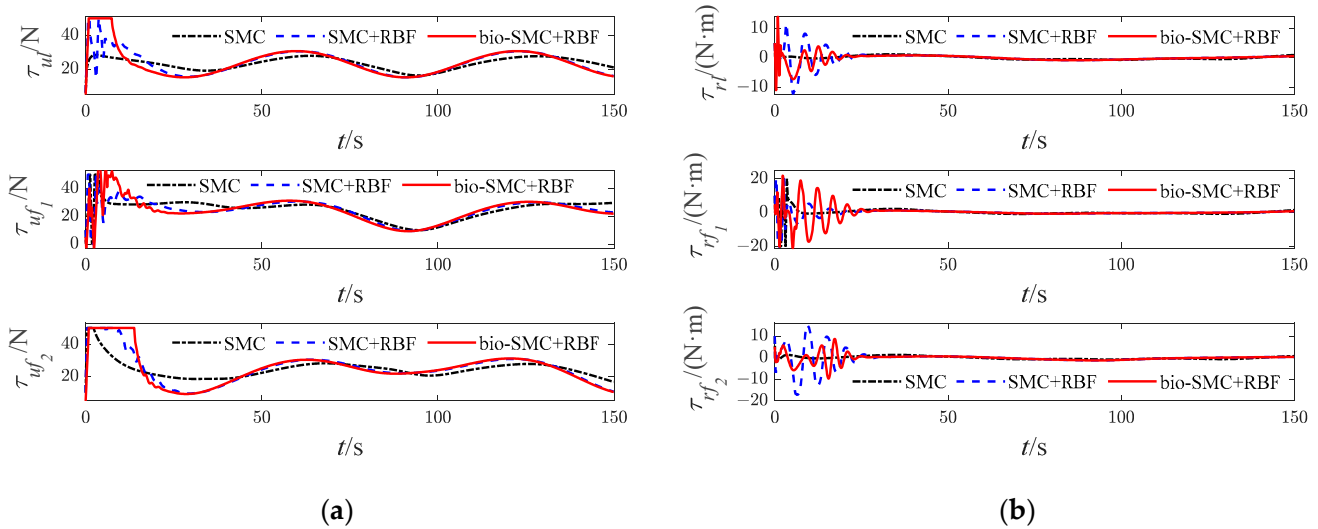 τul/N
SMC SMC+RBF bio-SMC+RBF
40
20
0 50 100 150
t/s
τuf1/N
SMC SMC+RBF bio-SMC+RBF
40
20
0
0 50 100 150
t/s
τuf2/N
SMC SMC+RBF bio-SMC+RBF
40
20
0 50 100 150
t/s
(a)
τrl/(N·m)
SMC SMC+RBF bio-SMC+RBF
10
0
−10
0 50 100 150
t/s
τrf1/(N·m)
SMC SMC+RBF bio-SMC+RBF
20
0
−20
0 50 100 150
t/s
τrf2/(N·m)
10
0
−10
−20
SMC SMC+RBF bio-SMC+RBF
0 50 100 150
t/s
(b)